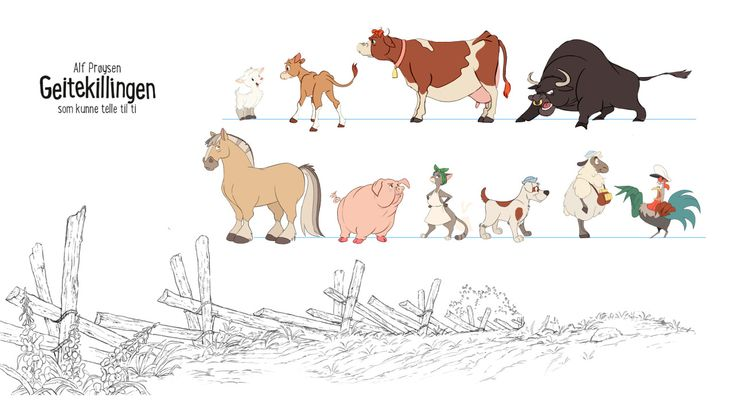 Alf Prøysen
Geitekillingen
som kunne telle til ti